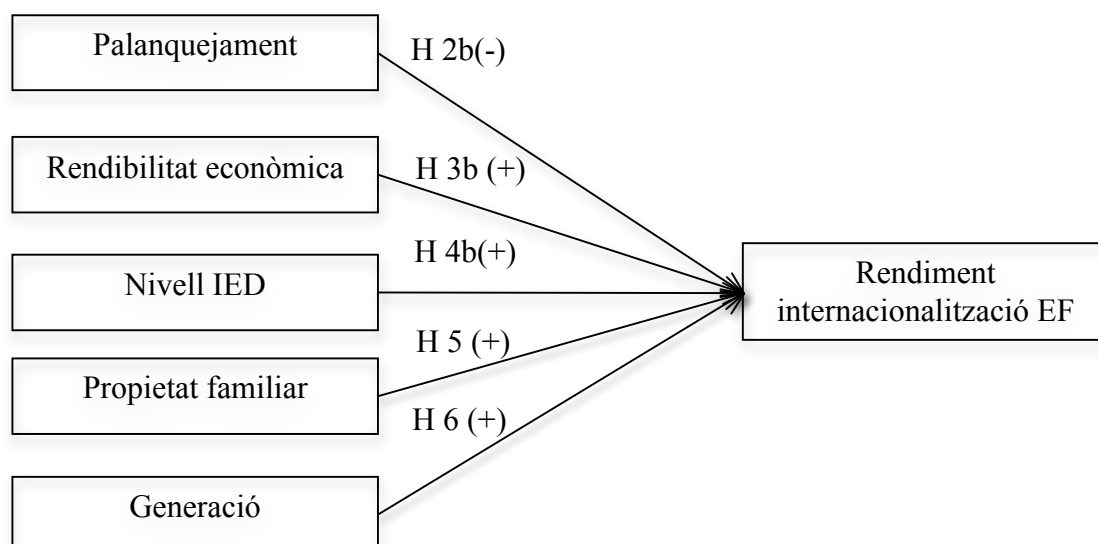 Palanquejament
H 2b(-)
Rendibilitat econòmica
H 3b (+)
Nivell IED
H 4b(+)
Rendiment
internacionalització EF
Propietat familiar
H 5 (+)
Generació
H 6 (+)